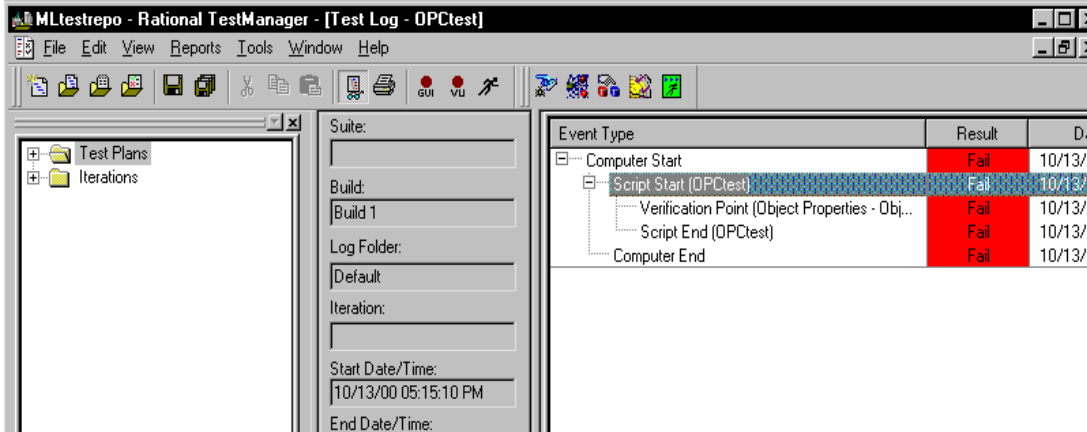 MLtestrepo - Rational TestManager - [Test Log - OPCtest]
File Edit View Reports Tools Window Help
GUI VU
Test Plans
Iterations
Suite:
Build:
Build 1
Log Folder:
Default
Iteration:
Start Date/Time:
10/13/00 05:15:10 PM
End Date/Time:
Event Type Result Da
Computer Start Fail 10/13/
Script Start (OPCtest) Fail 10/13/
Verification Point (Object Properties - Obj... Fail 10/13/
Script End (OPCtest) Fail 10/13/
Computer End Fail 10/13/